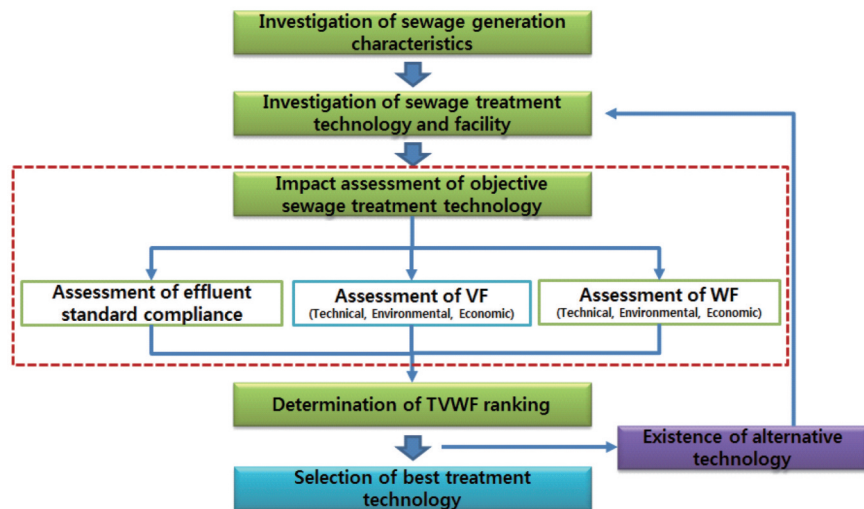 Investigation of sewage generation
characteristics
Investigation of sewage treatment
technology and facility
Impact assessment of objective
sewage treatment technology
Assessment of effluent
standard compliance
Assessment of VF
(Technical, Environmental, Economic)
Assessment of WF
(Technical, Environmental, Economic)
Determination of TVWF ranking
Existence of alternative
technology
Selection of best treatment
technology